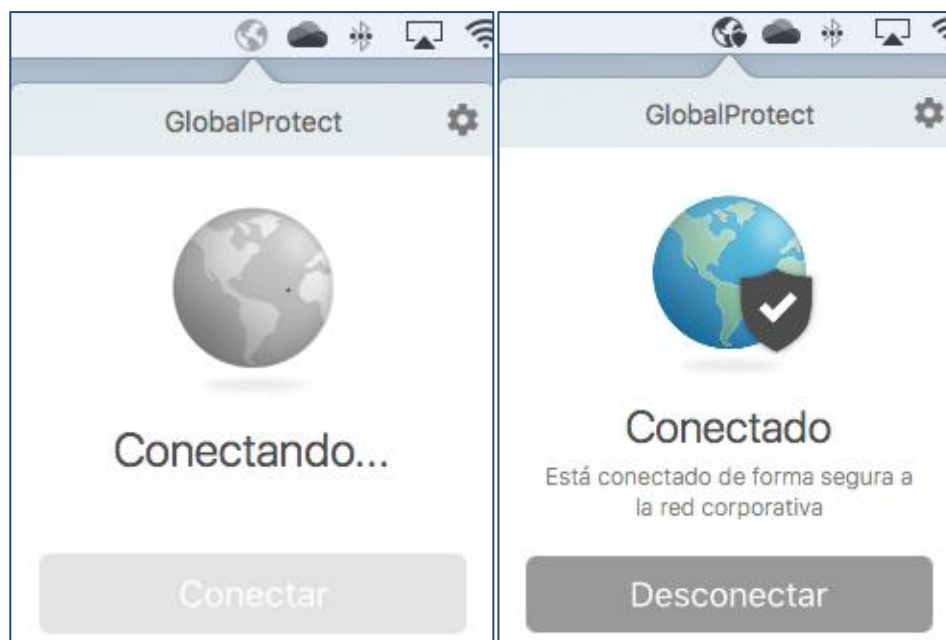 GlobalProtect
Conectando...
Conectar
GlobalProtect
Conectado
Está conectado de forma segura a
la red corporativa
Desconectar